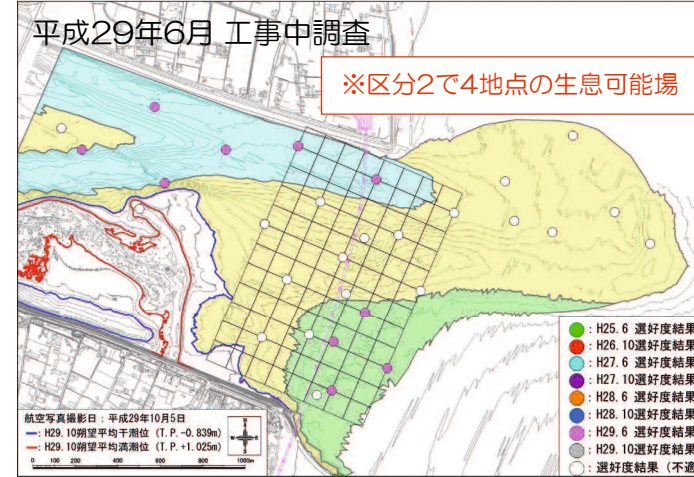 平成29年6月 工事中調査
※区分2で4地点の生息可能場
航空写真撮影日：平成29年10月5日
：H29.10朔望平均干潮位（T.P.-0.839m）
：H29.10朔望平均満潮位（T.P.+1.025m）
0 100 200 400 600 800 1000m
N
W E
S
：H25.6 選好度結果
：H26.10選好度結果
：H27.6 選好度結果
：H27.10選好度結果
：H28.6 選好度結果
：H28.10選好度結果
：H29.6 選好度結果
：H29.10選好度結果
：選好度結果（不適